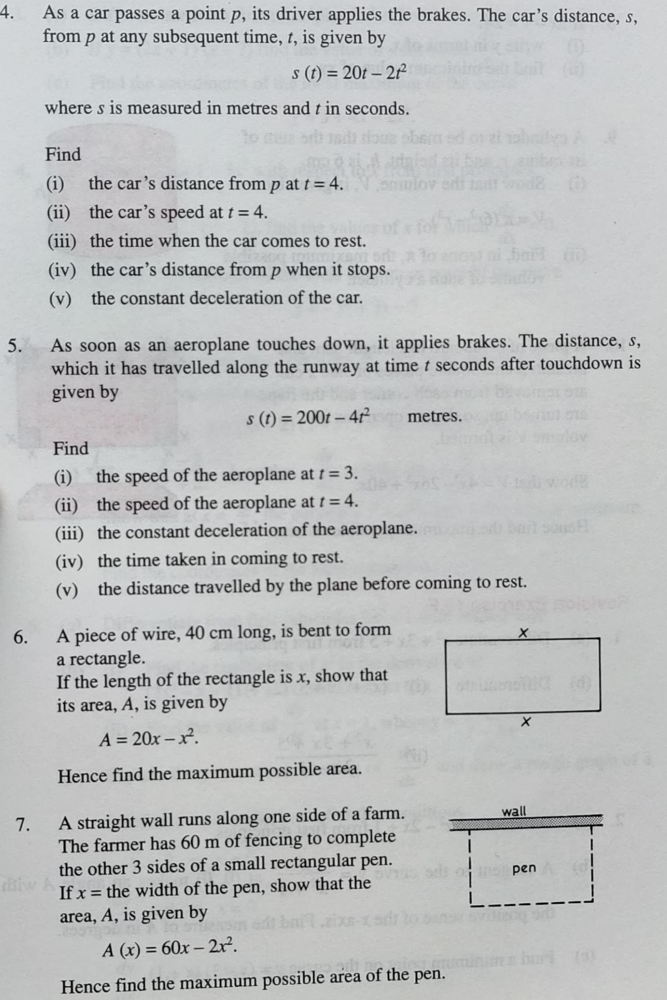 4. As a car passes a point p, its driver applies the brakes. The car's distance, s,
from p at any subsequent time, t, is given by
s (t) = 20t – 2t²
where s is measured in metres and t in seconds.
Find
(i) the car's distance from p at t = 4.
(ii) the car's speed at t = 4.
(iii) the time when the car comes to rest.
(iv) the car's distance from p when it stops.
(v) the constant deceleration of the car.
5. As soon as an aeroplane touches down, it applies brakes. The distance, s,
which it has travelled along the runway at time t seconds after touchdown is
given by
s (t) = 200t – 4t² metres.
Find
(i) the speed of the aeroplane at t = 3.
(ii) the speed of the aeroplane at t = 4.
(iii) the constant deceleration of the aeroplane.
(iv) the time taken in coming to rest.
(v) the distance travelled by the plane before coming to rest.
6. A piece of wire, 40 cm long, is bent to form
a rectangle.
If the length of the rectangle is x, show that
its area, A, is given by
A = 20x – x².
Hence find the maximum possible area.
x
x
7. A straight wall runs along one side of a farm.
The farmer has 60 m of fencing to complete
the other 3 sides of a small rectangular pen.
If x = the width of the pen, show that the
area, A, is given by
A (x) = 60x – 2x².
Hence find the maximum possible area of the pen.
wall
pen